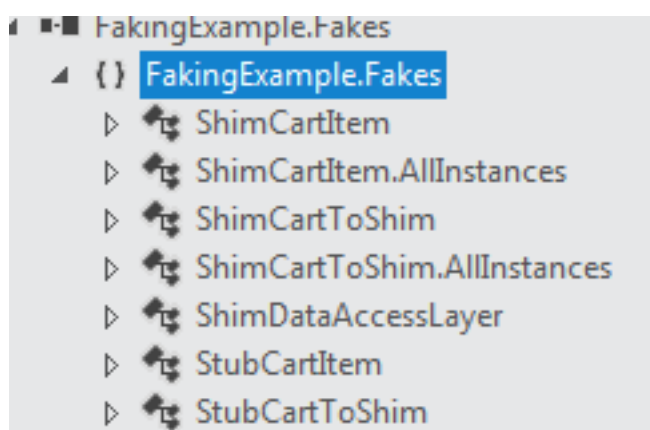 FakingExample.Fakes
{ } FakingExample.Fakes
ShimCartItem
ShimCartItem.AllInstances
ShimCartToShim
ShimCartToShim.AllInstances
ShimDataAccessLayer
StubCartItem
StubCartToShim